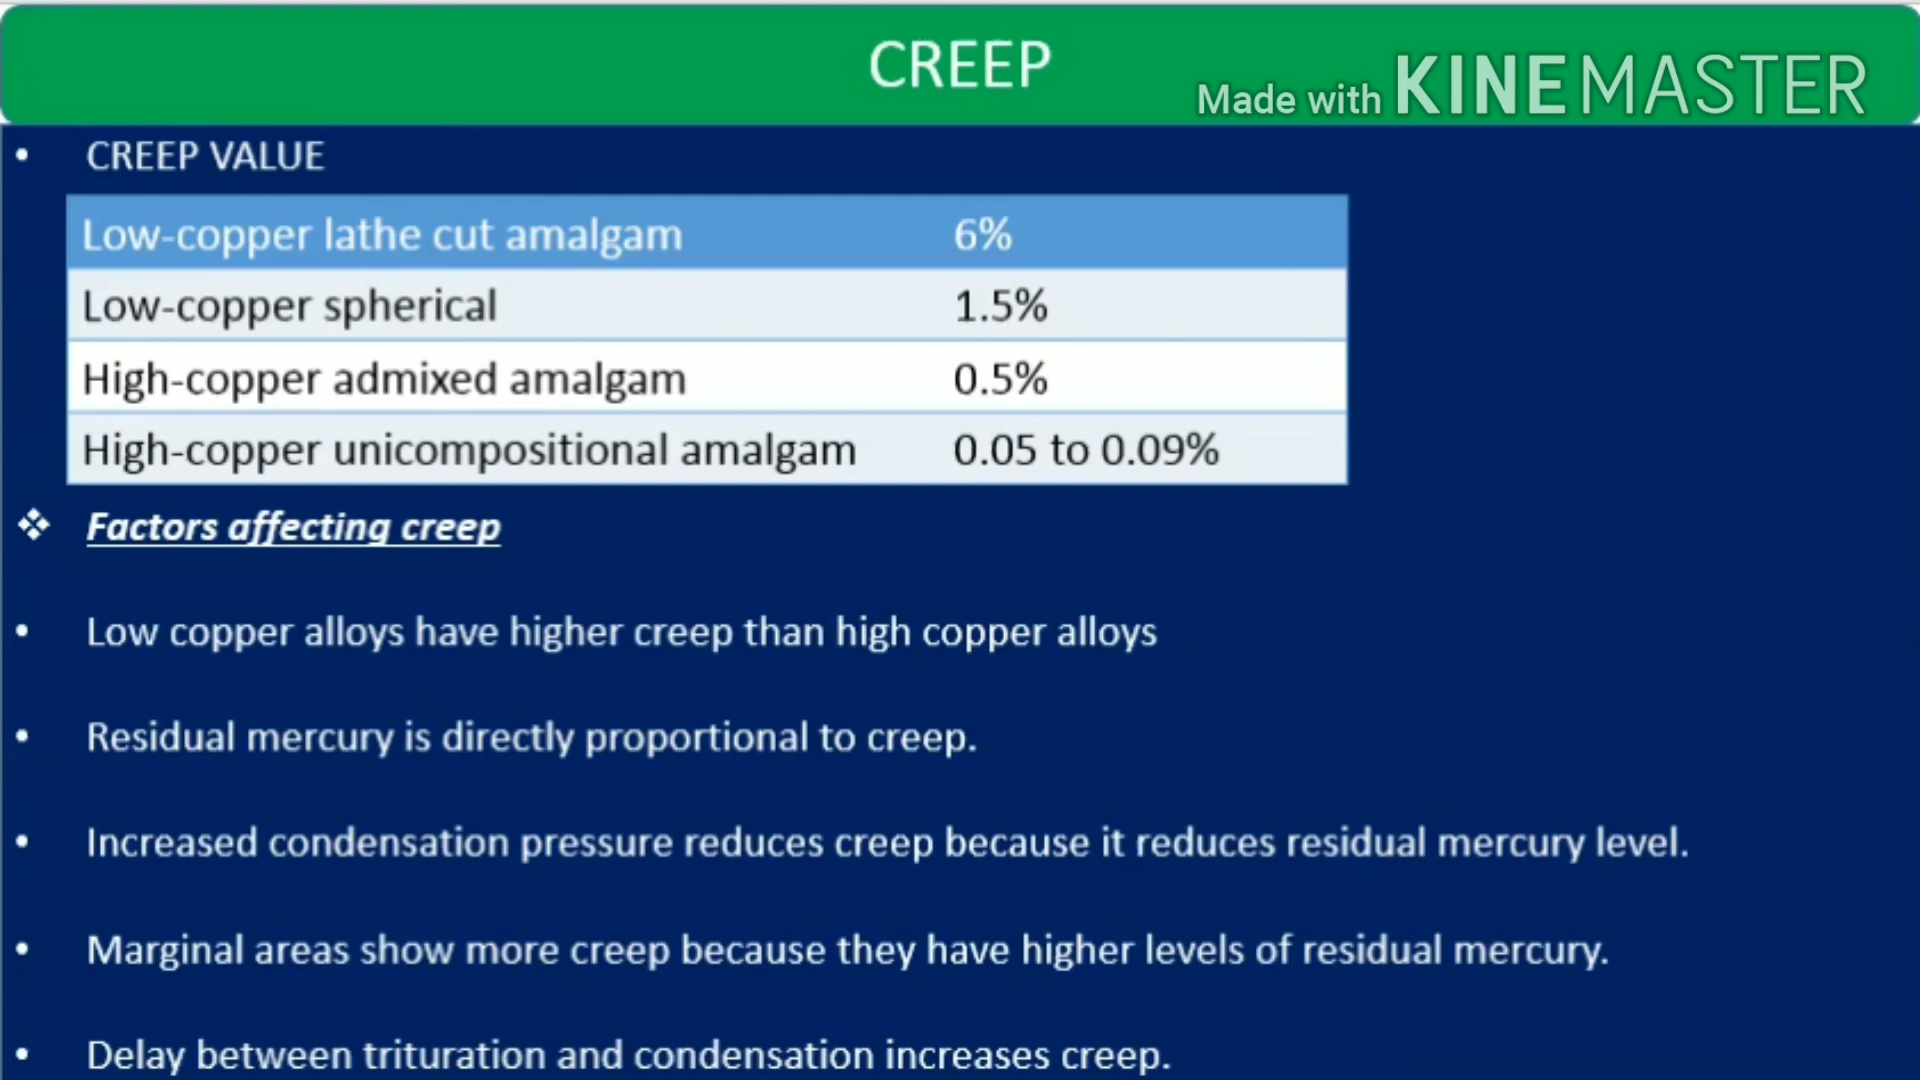 CREEP
Made with KINEMASTER
• CREEP VALUE
Low-copper lathe cut amalgam 6%
Low-copper spherical 1.5%
High-copper admixed amalgam 0.5%
High-copper unicompositional amalgam 0.05 to 0.09%
❖ Factors affecting creep
• Low copper alloys have higher creep than high copper alloys
• Residual mercury is directly proportional to creep.
• Increased condensation pressure reduces creep because it reduces residual mercury level.
• Marginal areas show more creep because they have higher levels of residual mercury.
• Delay between trituration and condensation increases creep.